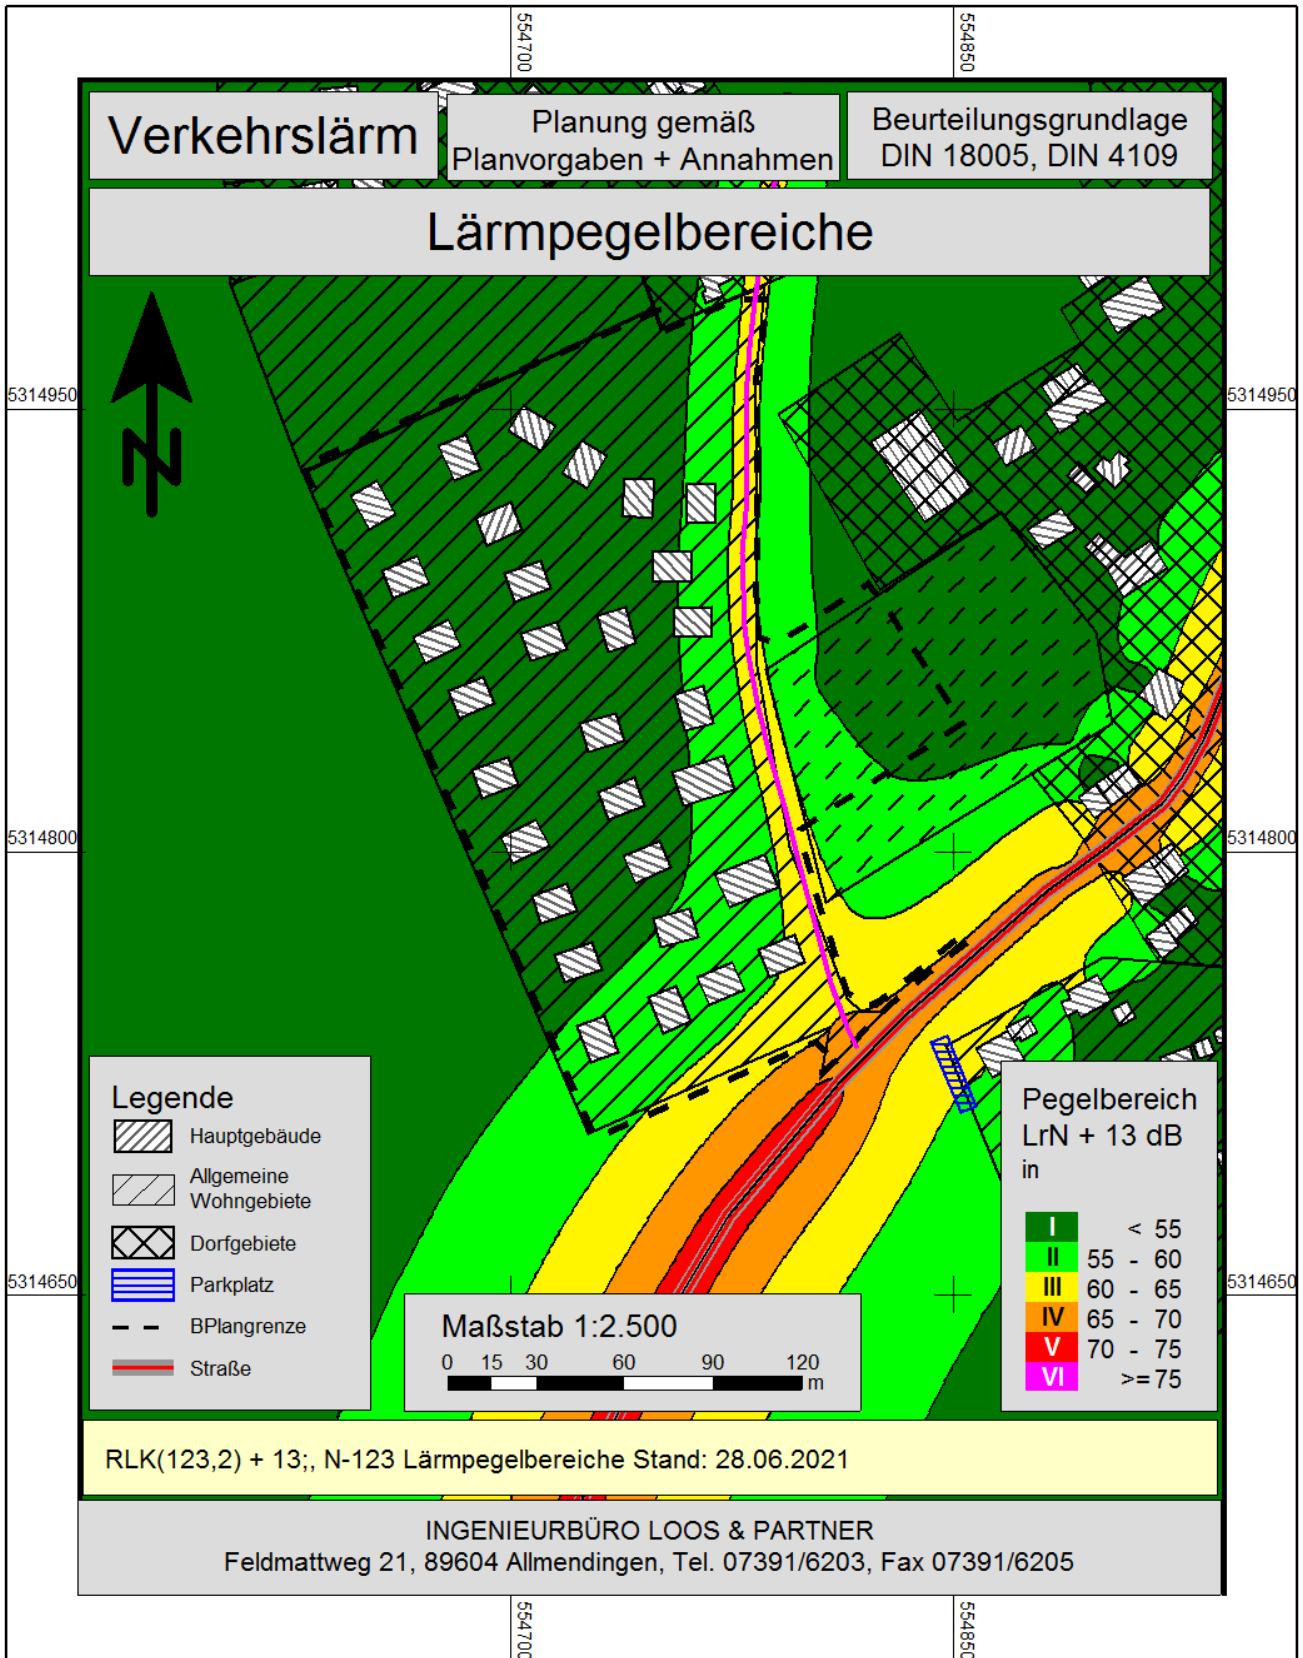 554700
554850
Verkehrslärm
Planung gemäß
Planvorgaben + Annahmen
Beurteilungsgrundlage
DIN 18005, DIN 4109
Lärmpegelbereiche
N
5314950
5314950
5314800
5314800
5314650
5314650
Legende
Hauptgebäude
Allgemeine
Wohngebiete
Dorfgebiete
Parkplatz
BPlangrenze
Straße
Maßstab 1:2.500
0 15 30 60 90 120
m
Pegelbereich
LrN + 13 dB
in
I < 55
II 55 - 60
III 60 - 65
IV 65 - 70
V 70 - 75
VI >= 75
RLK(123,2) + 13;, N-123 Lärmpegelbereiche Stand: 28.06.2021
INGENIEURBÜRO LOOS & PARTNER
Feldmattweg 21, 89604 Allmendingen, Tel. 07391/6203, Fax 07391/6205
554700
554850